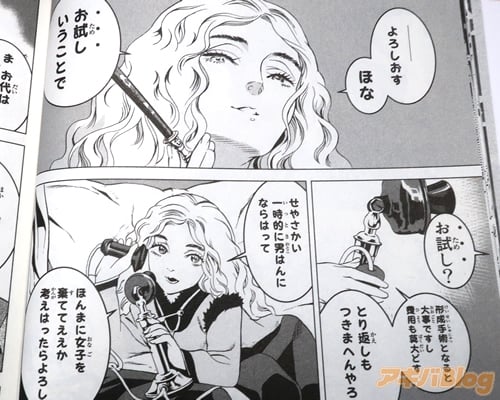 ――よろしおす
ほな
お試し
いうことで
お試し?
形成手術となると
大事ですし
費用も莫大どす
とり返しも
つきまへんやろ
せやさかい
一時的に男はんに
ならはって
ほんまに女子を
棄ててええか
考えはったらよろし
ま
お代は
アキバBlog